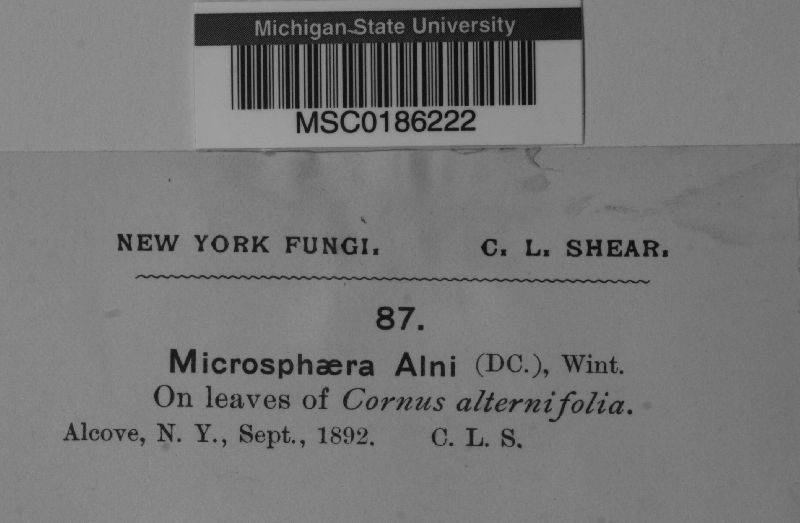 Michigan State University
MSC0186222
NEW YORK FUNGI. C. L. SHEAR.
87.
Microsphæra Alni (DC.), Wint.
On leaves of Cornus alternifolia.
Alcove, N. Y., Sept., 1892. C. L. S.